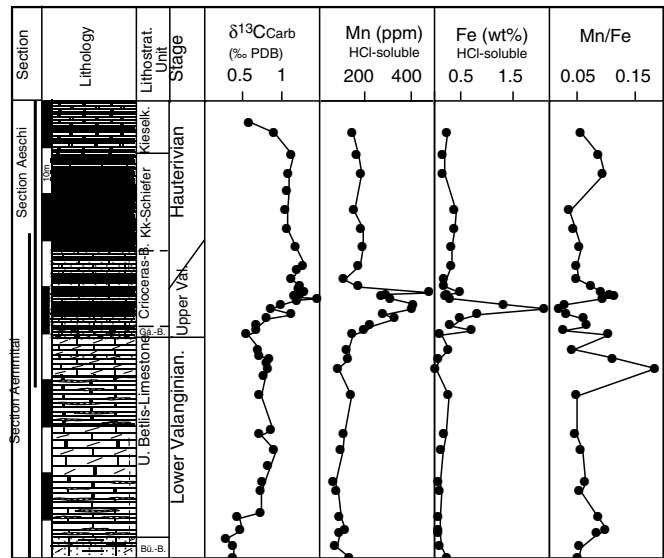 Section
Lithology
Lithostrat. Unit
Stage
δ13CCarb
(‰ PDB)
0.5 1
Mn (ppm)
HCl-soluble
200 400
Fe (wt%)
HCl-soluble
0.5 1.5
Mn/Fe
0.05 0.15
Section Aeschi
Section Aemmital
10m
Kieselk.
Kk-Schiefer
Crioceras-B.
Gä.-B.
U. Betlis-Limestone
Bü.-B.
Hauterivian
Upper Val.
Lower Valanginian.